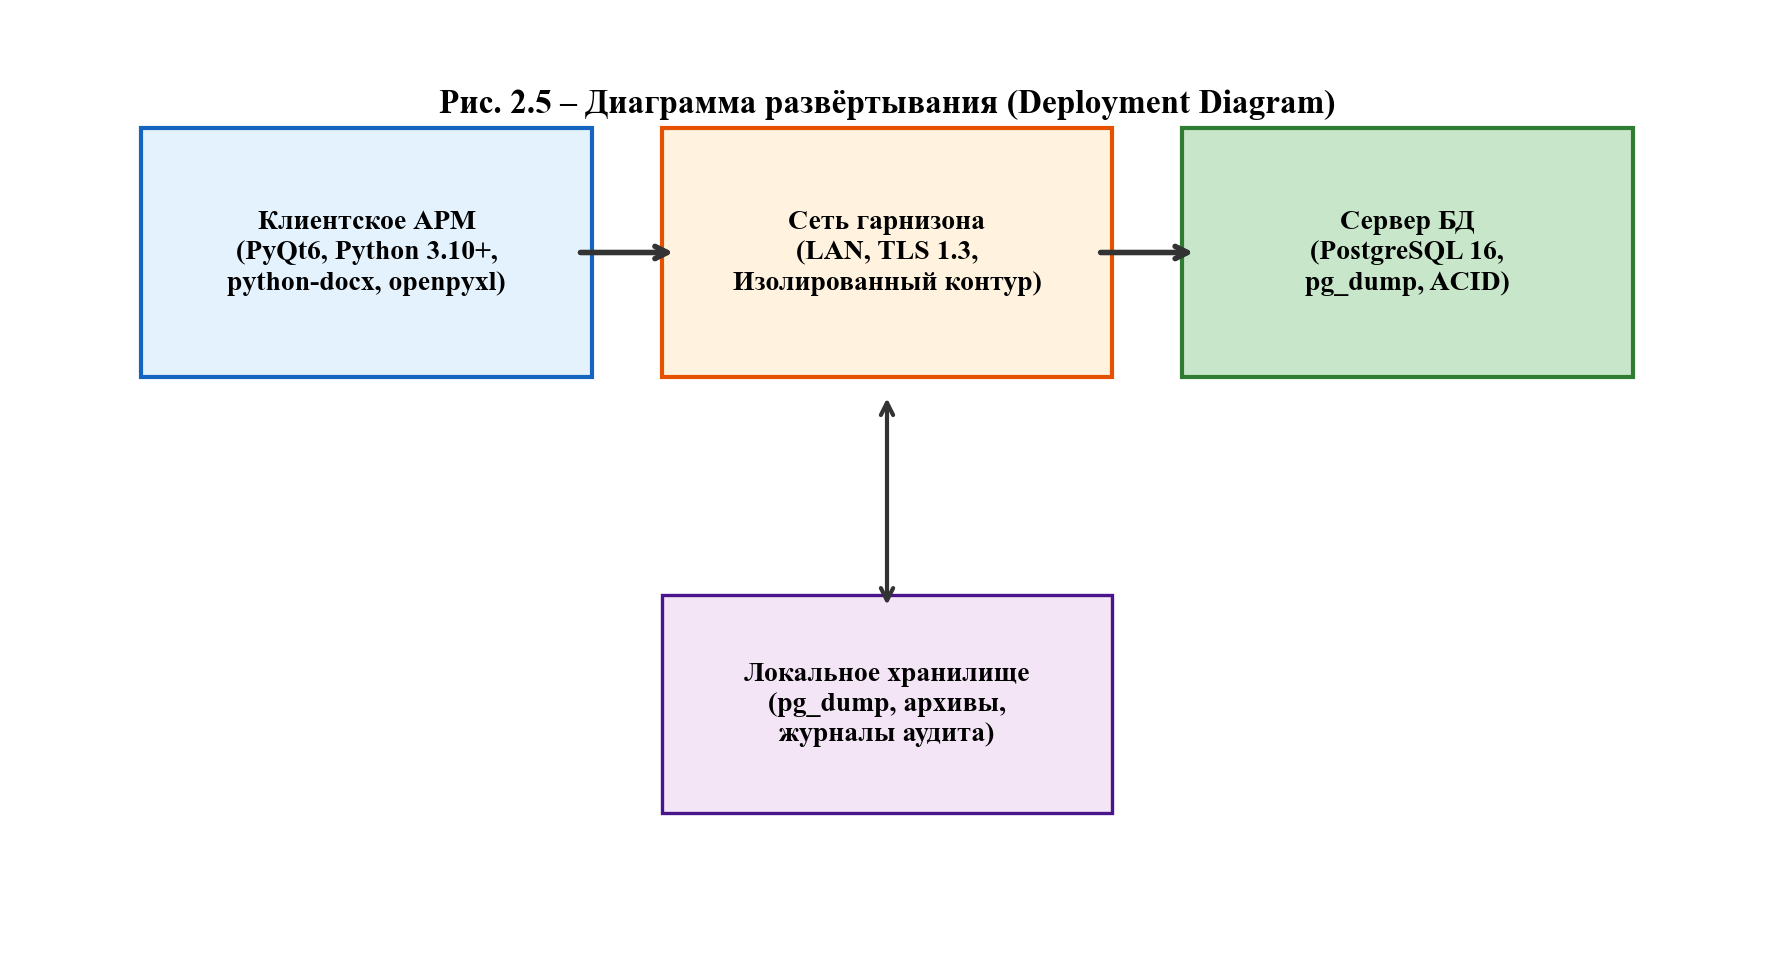 Рис. 2.5 – Диаграмма развёртывания (Deployment Diagram)
Клиентское АРМ
(PyQt6, Python 3.10+,
python-docx, openpyxl)
Сеть гарнизона
(LAN, TLS 1.3,
Изолированный контур)
Сервер БД
(PostgreSQL 16,
pg_dump, ACID)
Локальное хранилище
(pg_dump, архивы,
журналы аудита)